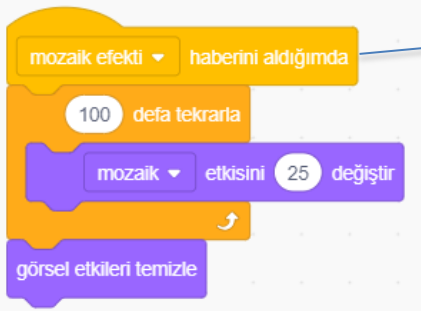 mozaik efekti haberini aldığımda
100 defa tekrarla
mozaik etkisini 25 değiştir
görsel etkileri temizle